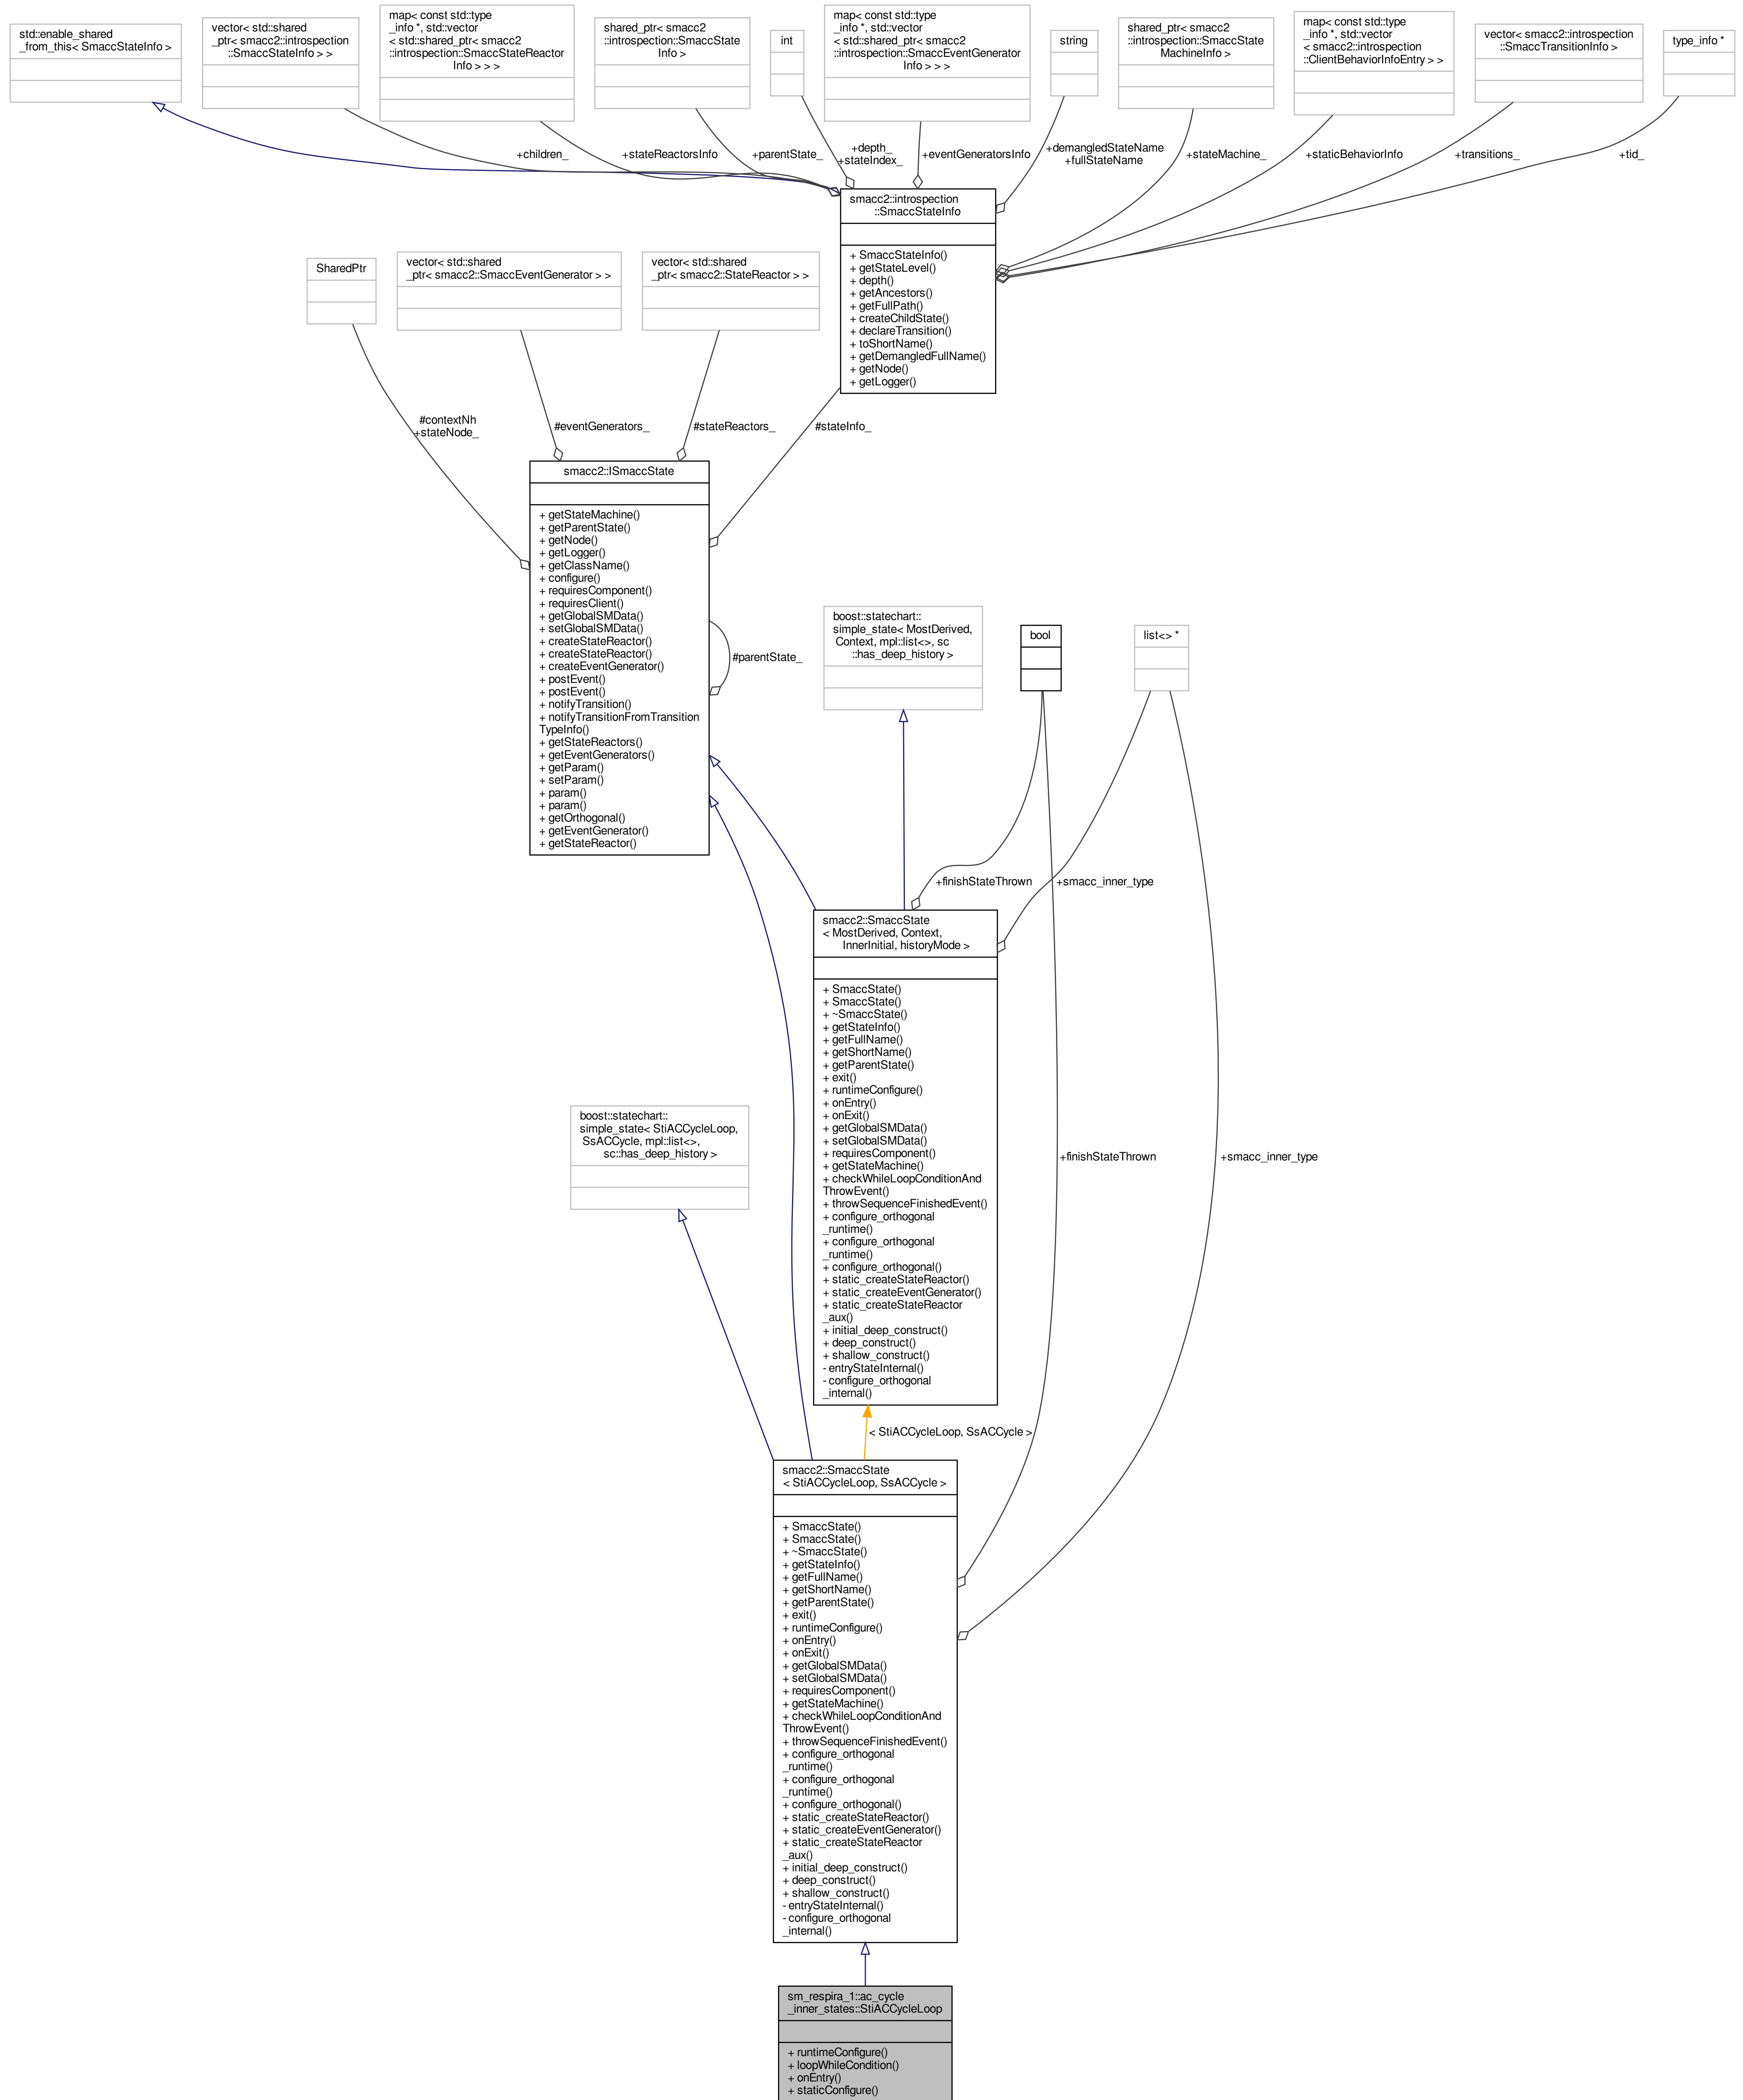 std::enable_shared
_from_this< SmaccStateInfo >
vector< std::shared
_ptr< smacc2::introspection
::SmaccStateInfo > >
map< const std::type
_info *, std::vector
< std::shared_ptr< smacc2
::introspection::SmaccStateReactor
Info > > >
shared_ptr< smacc2
::introspection::SmaccState
Info >
int
map< const std::type
_info *, std::vector
< std::shared_ptr< smacc2
::introspection::SmaccEventGenerator
Info > > >
string
shared_ptr< smacc2
::introspection::SmaccState
MachineInfo >
map< const std::type
_info *, std::vector
< smacc2::introspection
::ClientBehaviorInfoEntry > >
vector< smacc2::introspection
::SmaccTransitionInfo >
type_info *
+children_
+stateReactorsInfo
+parentState_
+depth_
+stateIndex_
+eventGeneratorsInfo
+demangledStateName
+fullStateName
+stateMachine_
+staticBehaviorInfo
+transitions_
+tid_
smacc2::introspection
::SmaccStateInfo
+ SmaccStateInfo()
+ getStateLevel()
+ depth()
+ getAncestors()
+ getFullPath()
+ createChildState()
+ declareTransition()
+ toShortName()
+ getDemangledFullName()
+ getNode()
+ getLogger()
SharedPtr
vector< std::shared
_ptr< smacc2::SmaccEventGenerator > >
vector< std::shared
_ptr< smacc2::StateReactor > >
#contextNh
+stateNode_
#eventGenerators_
#stateReactors_
#stateInfo_
smacc2::ISmaccState
+ getStateMachine()
+ getParentState()
+ getNode()
+ getLogger()
+ getClassName()
+ configure()
+ requiresComponent()
+ requiresClient()
+ getGlobalSMData()
+ setGlobalSMData()
+ createStateReactor()
+ createStateReactor()
+ createEventGenerator()
+ postEvent()
+ postEvent()
+ notifyTransition()
+ notifyTransitionFromTransition
TypeInfo()
+ getStateReactors()
+ getEventGenerators()
+ getParam()
+ setParam()
+ param()
+ param()
+ getOrthogonal()
+ getEventGenerator()
+ getStateReactor()
#parentState_
boost::statechart::
simple_state< MostDerived,
Context, mpl::list<>, sc
::has_deep_history >
bool
list<> *
+finishStateThrown
+smacc_inner_type
smacc2::SmaccState
< MostDerived, Context,
InnerInitial, historyMode >
+ SmaccState()
+ SmaccState()
+ ~SmaccState()
+ getStateInfo()
+ getFullName()
+ getShortName()
+ getParentState()
+ exit()
+ runtimeConfigure()
+ onEntry()
+ onExit()
+ getGlobalSMData()
+ setGlobalSMData()
+ requiresComponent()
+ getStateMachine()
+ checkWhileLoopConditionAnd
ThrowEvent()
+ throwSequenceFinishedEvent()
+ configure_orthogonal
_runtime()
+ configure_orthogonal
_runtime()
+ configure_orthogonal()
+ static_createStateReactor()
+ static_createEventGenerator()
+ static_createStateReactor
_aux()
+ initial_deep_construct()
+ deep_construct()
+ shallow_construct()
- entryStateInternal()
- configure_orthogonal
_internal()
boost::statechart::
simple_state< StiACCycleLoop,
SsACCycle, mpl::list<>,
sc::has_deep_history >
+finishStateThrown
+smacc_inner_type
< StiACCycleLoop, SsACCycle >
smacc2::SmaccState
< StiACCycleLoop, SsACCycle >
+ SmaccState()
+ SmaccState()
+ ~SmaccState()
+ getStateInfo()
+ getFullName()
+ getShortName()
+ getParentState()
+ exit()
+ runtimeConfigure()
+ onEntry()
+ onExit()
+ getGlobalSMData()
+ setGlobalSMData()
+ requiresComponent()
+ getStateMachine()
+ checkWhileLoopConditionAnd
ThrowEvent()
+ throwSequenceFinishedEvent()
+ configure_orthogonal
_runtime()
+ configure_orthogonal
_runtime()
+ configure_orthogonal()
+ static_createStateReactor()
+ static_createEventGenerator()
+ static_createStateReactor
_aux()
+ initial_deep_construct()
+ deep_construct()
+ shallow_construct()
- entryStateInternal()
- configure_orthogonal
_internal()
sm_respira_1::ac_cycle
_inner_states::StiACCycleLoop
+ runtimeConfigure()
+ loopWhileCondition()
+ onEntry()
+ staticConfigure()